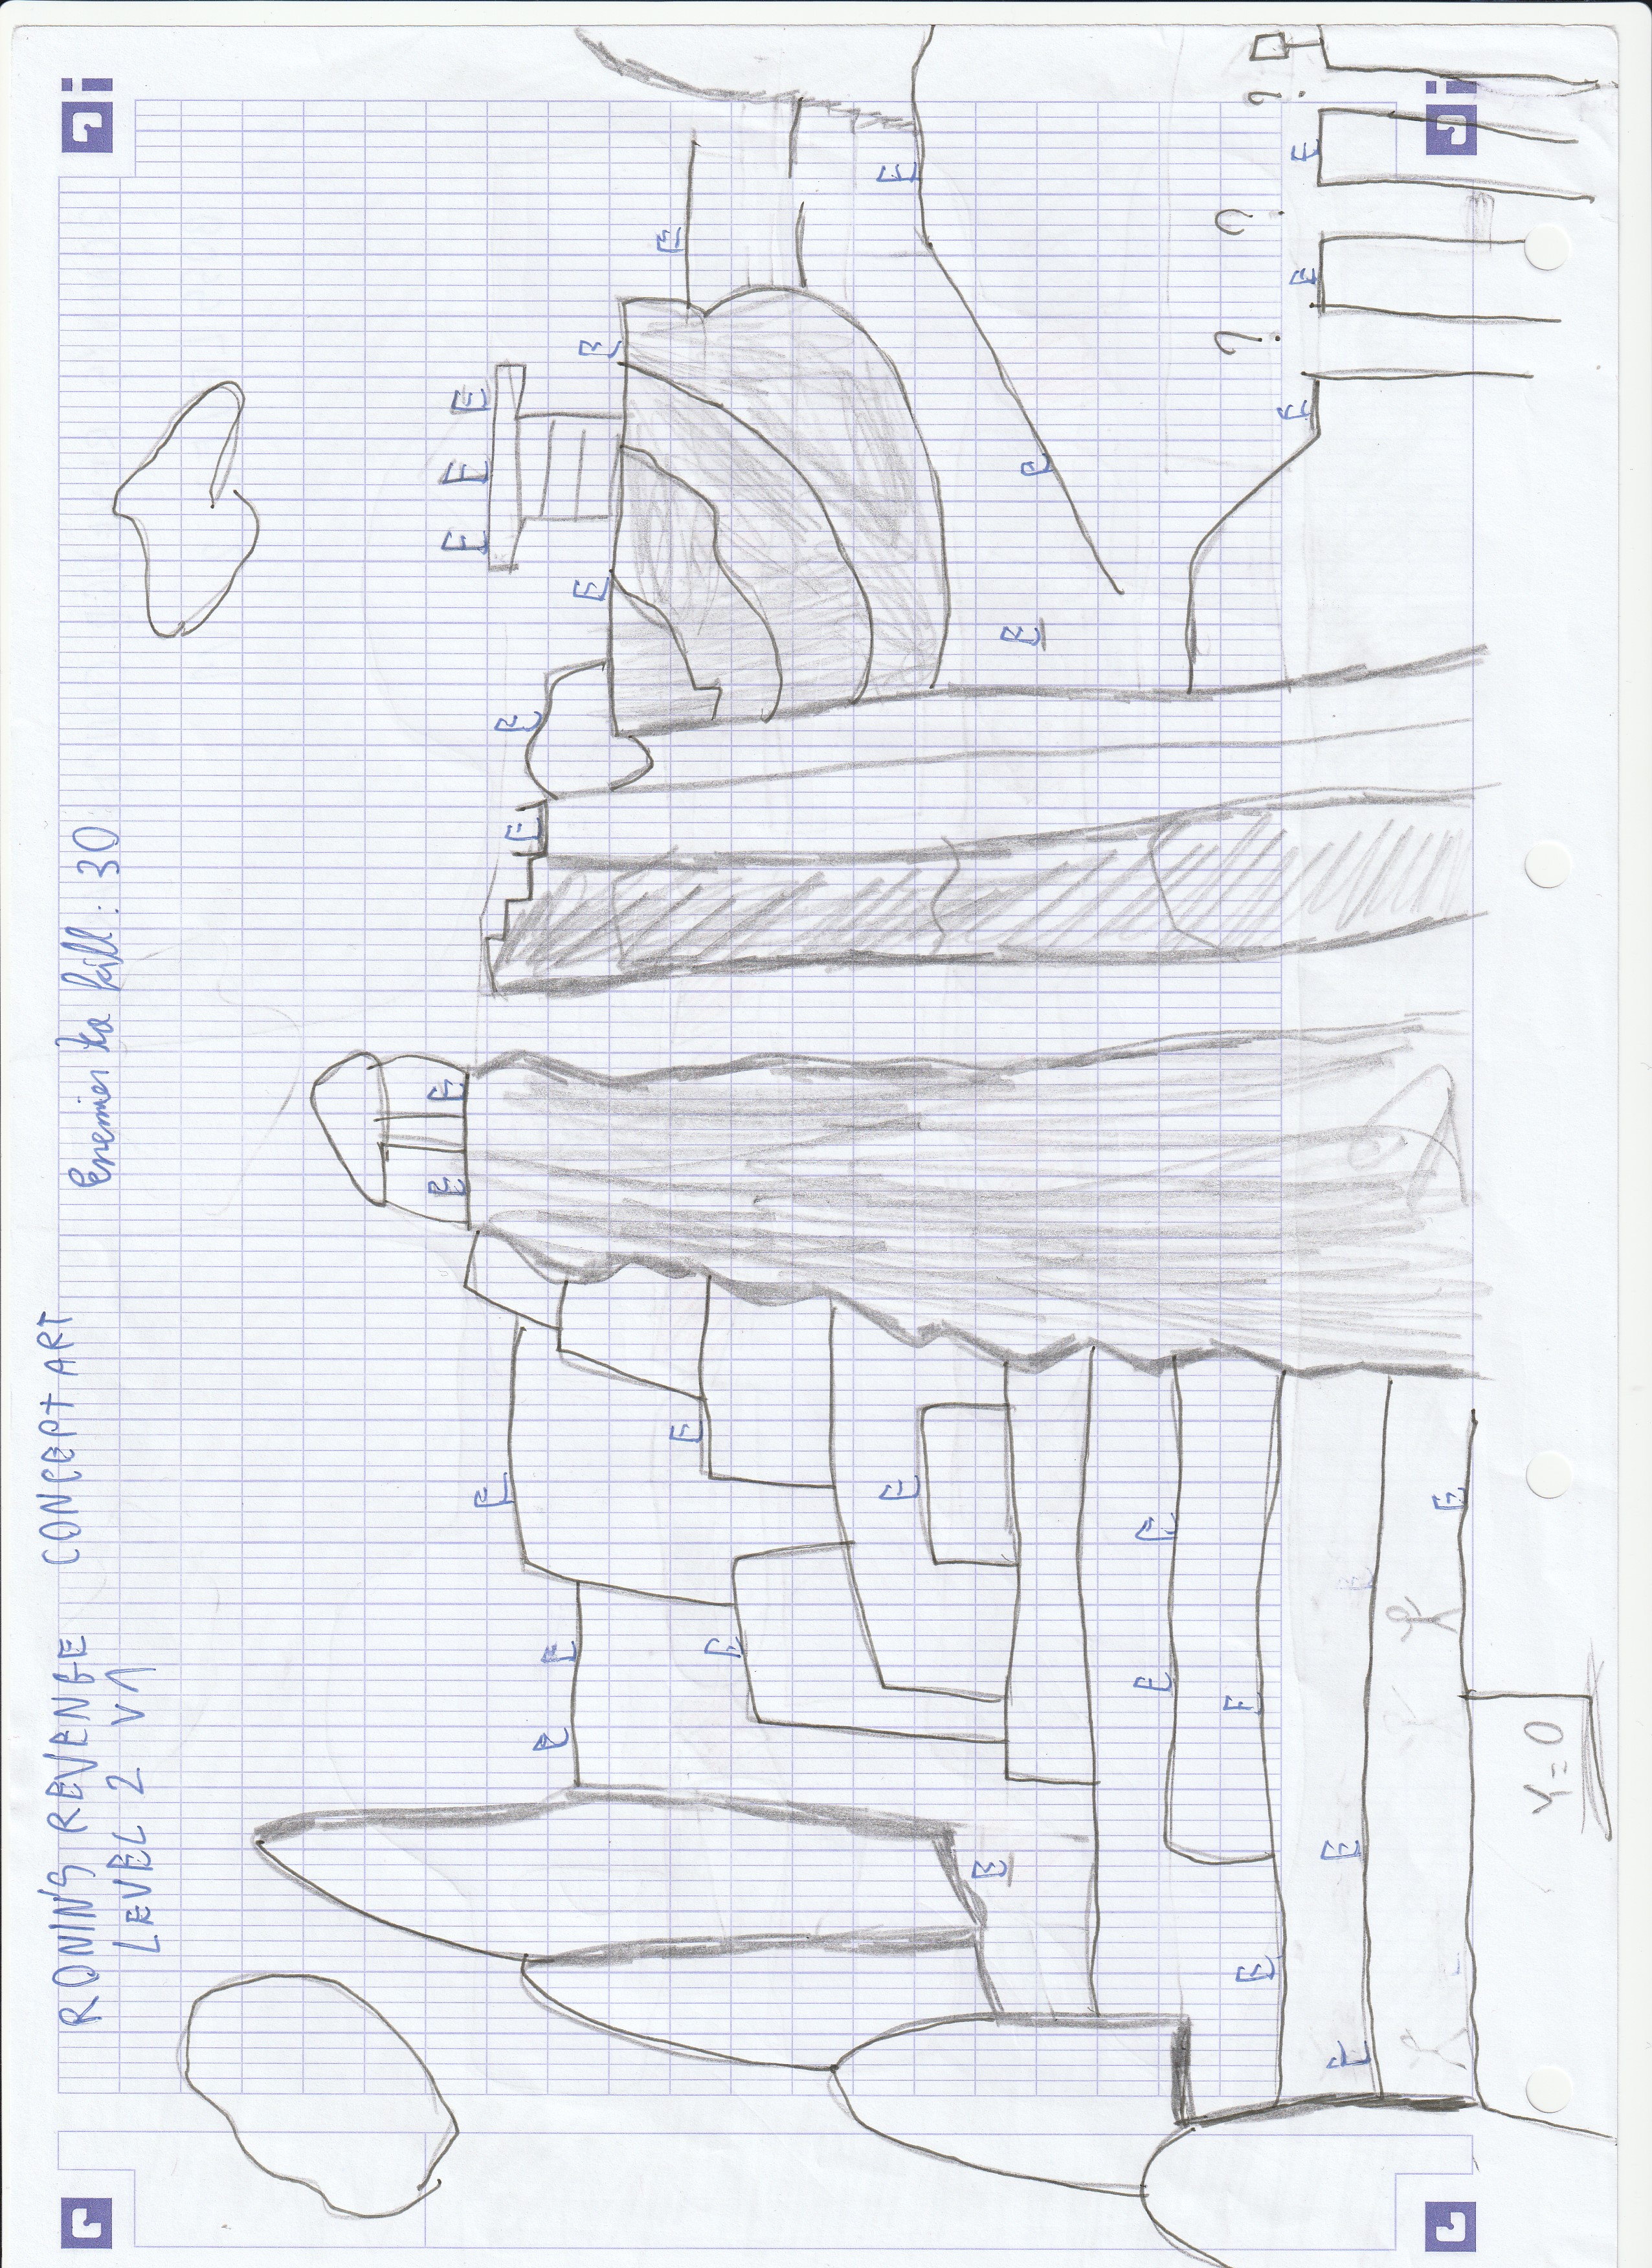 RONIN'S REVENGE CONCEPT ART
LEVEL 2 V1
Enemies to kill: 30
E E E E E
E E E
E E E E
E E E
E E
E E
E E E
E E
E E ? ? ?
E E E
E E E
E
Y=0